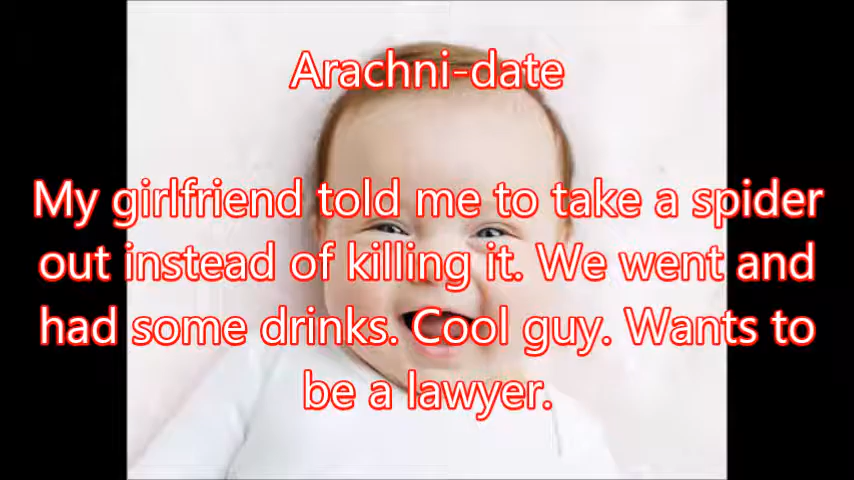 Arachni-date
My girlfriend told me to take a spider
out instead of killing it. We went and
had some drinks. Cool guy. Wants to
be a lawyer.